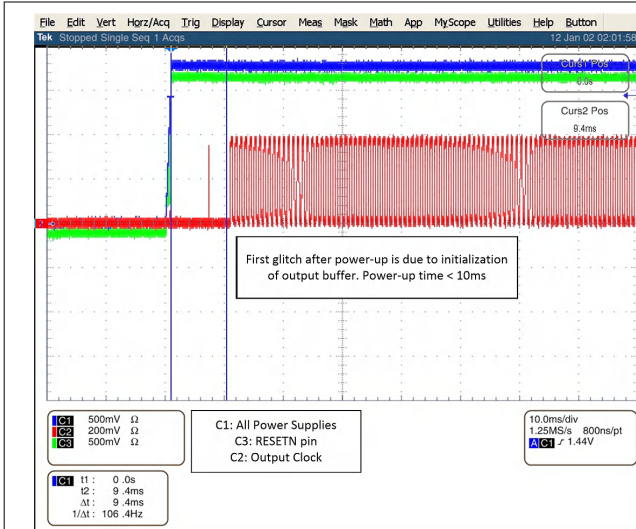 File Edit Vert Horz/Acq Trig Display Cursor Meas Mask Math App MyScope Utilities Help Button
Tek Stopped Single Seq 1 Acqs 12 Jan 02 02:01:58
Curs1 Pos
0.0s
Curs2 Pos
9.4ms
2
First glitch after power-up is due to initialization
of output buffer. Power-up time < 10ms
C1 500mV Ω
C2 200mV Ω
C3 500mV Ω
C1: All Power Supplies
C3: RESETN pin
C2: Output Clock
10.0ms/div
1.25MS/s 800ns/pt
A C1 1.44V
C1 t1 : 0 .0s
t2 : 9 .4ms
Δt : 9 .4ms
1/Δt : 106 .4Hz